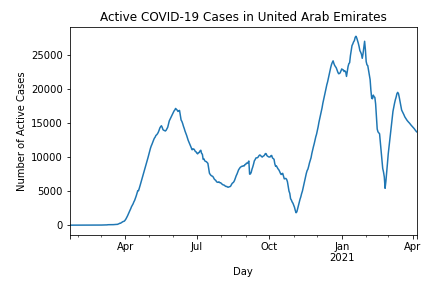 Active COVID-19 Cases in United Arab Emirates
Number of Active Cases
25000
20000
15000
10000
5000
0
Apr
Jul
Oct
Jan
2021
Apr
Day